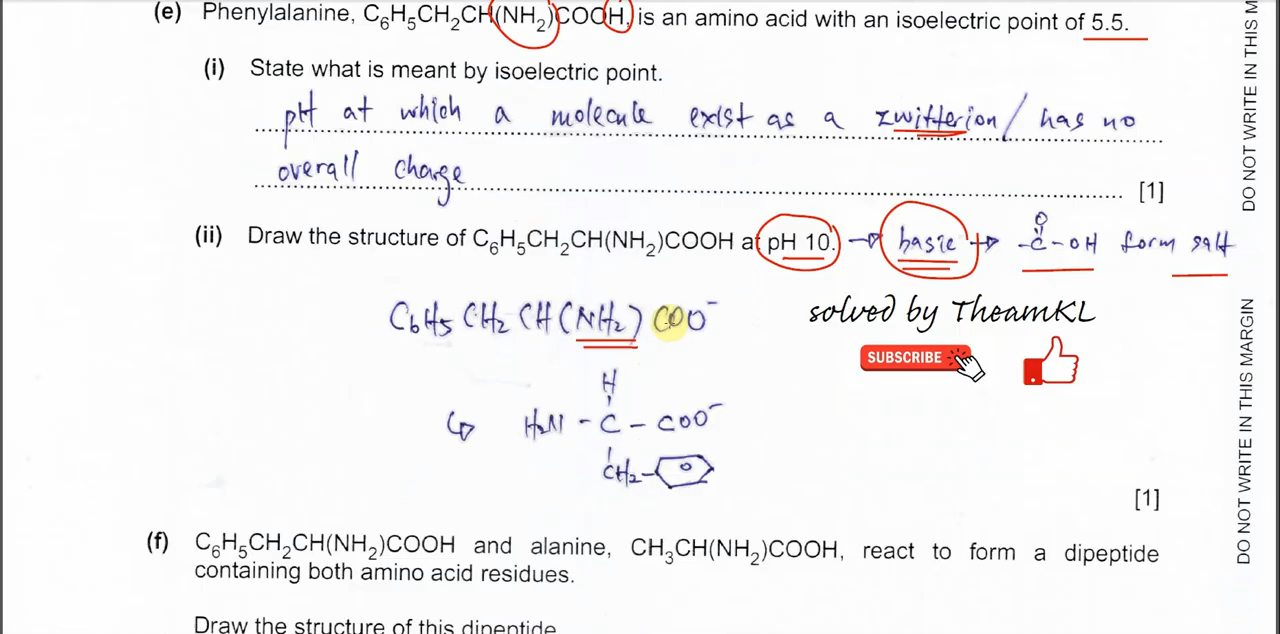 (e) Phenylalanine, C6H5CH2CH(NH2)COOH, is an amino acid with an isoelectric point of 5.5.
(i) State what is meant by isoelectric point.
pH at which a molecule exist as a zwitterion / has no
overall charge
[1]
(ii) Draw the structure of C6H5CH2CH(NH2)COOH at pH 10. → basic → -C-OH form salt
O
C6H5 CH2 CH (NH2) COO⁻
solved by TheamKL
SUBSCRIBE
H
H2N - C - COO⁻
CH2-
[1]
(f) C6H5CH2CH(NH2)COOH and alanine, CH3CH(NH2)COOH, react to form a dipeptide
containing both amino acid residues.
Draw the structure of this dipeptide
DO NOT WRITE IN THIS M
DO NOT WRITE IN THIS MARGIN